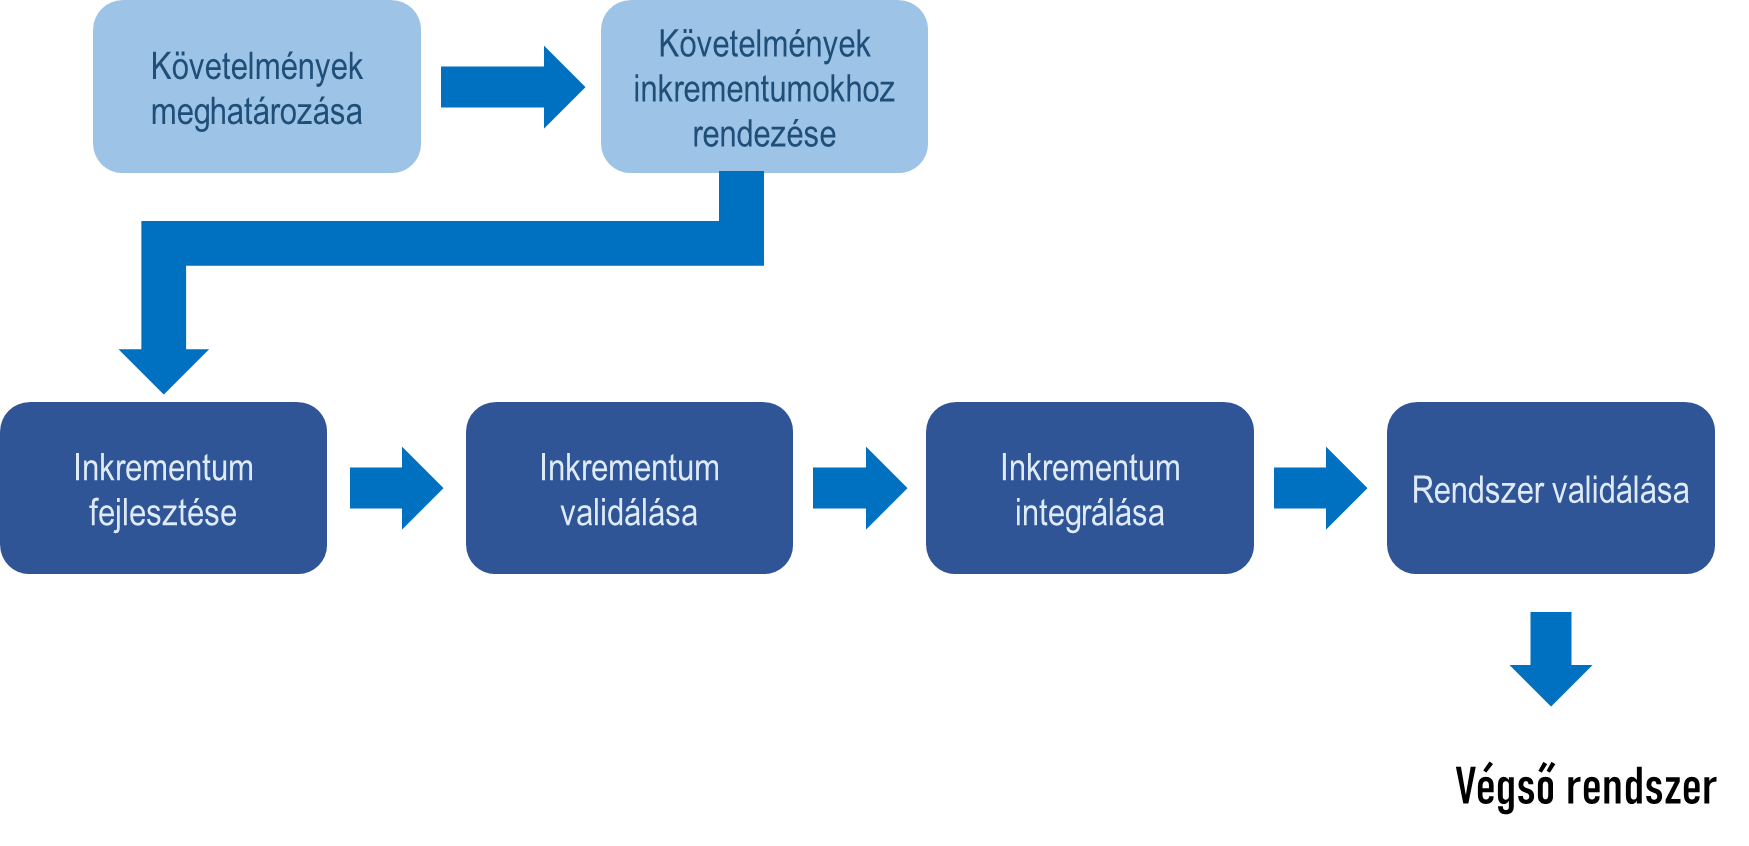 Követelmények
meghatározása
Követelmények
inkrementumokhoz
rendezése
Inkrementum
fejlesztése
Inkrementum
validálása
Inkrementum
integrálása
Rendszer validálása
Végső rendszer